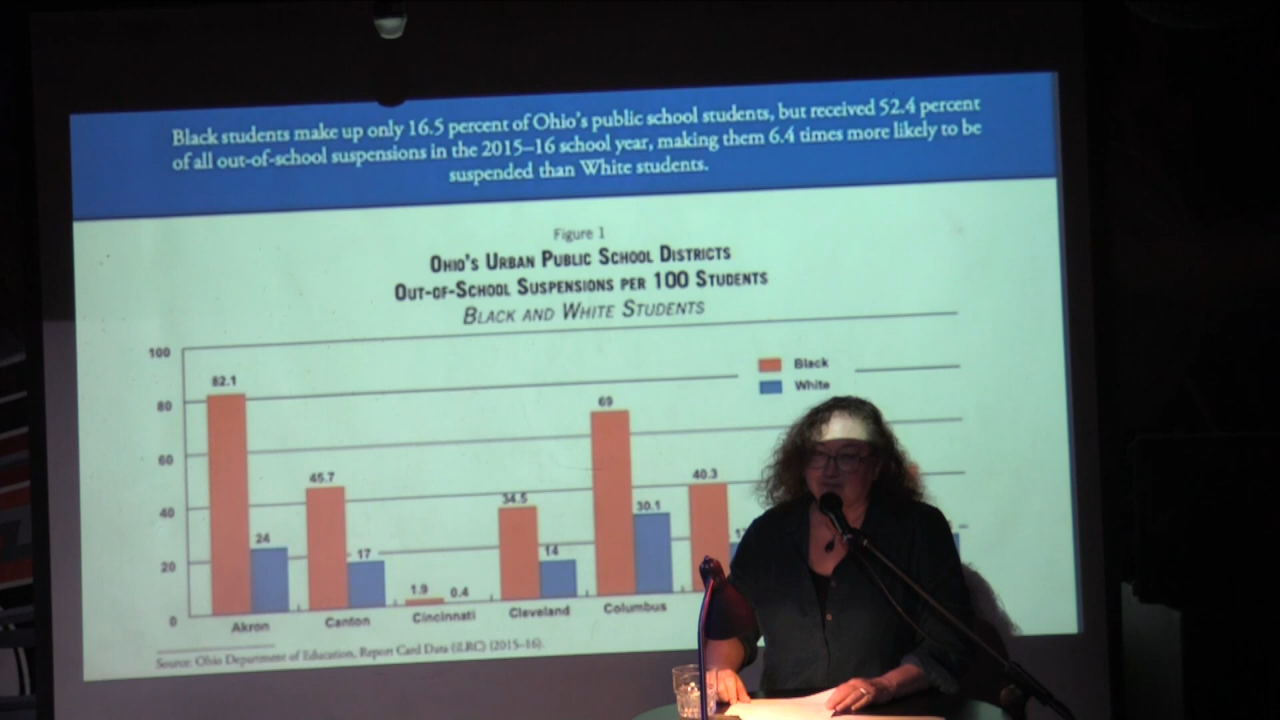 Black students make up only 16.5 percent of Ohio's public school students, but received 52.4 percent
of all out-of-school suspensions in the 2015–16 school year, making them 6.4 times more likely to be
suspended than White students.
Figure 1
OHIO'S URBAN PUBLIC SCHOOL DISTRICTS
OUT-OF-SCHOOL SUSPENSIONS PER 100 STUDENTS
BLACK AND WHITE STUDENTS
100
80
60
40
20
0
Black
White
82.1
24
45.7
17
1.9
0.4
34.5
14
69
30.1
40.3
Akron
Canton
Cincinnati
Cleveland
Columbus
Source: Ohio Department of Education, Report Card Data (iLRC) (2015–16).